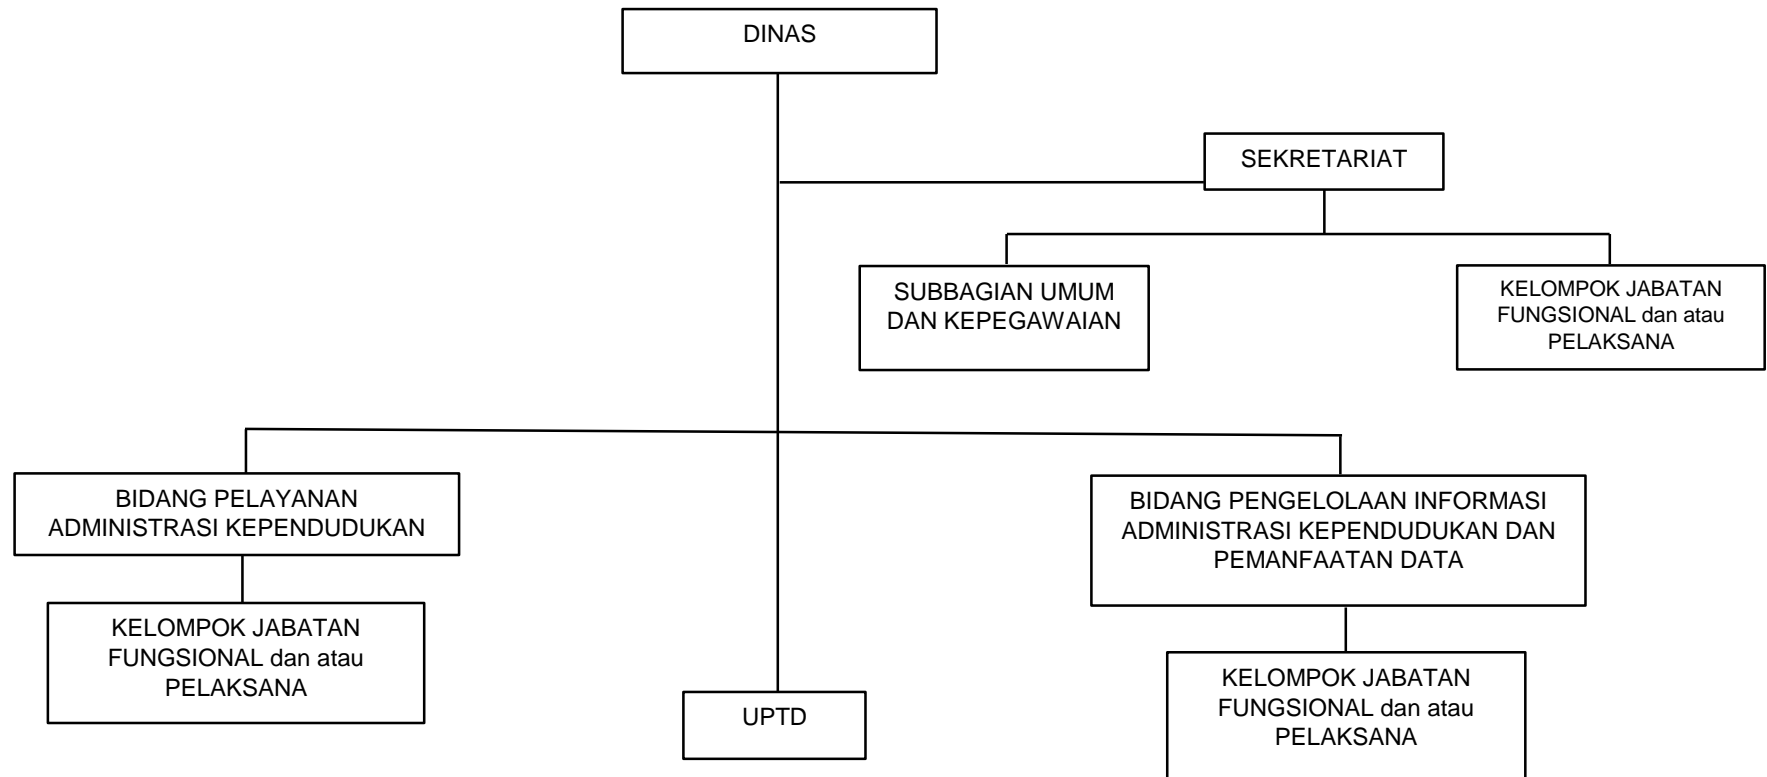 DINAS
SEKRETARIAT
SUBBAGIAN UMUM
DAN KEPEGAWAIAN
KELOMPOK JABATAN
FUNGSIONAL dan atau
PELAKSANA
BIDANG PELAYANAN
ADMINISTRASI KEPENDUDUKAN
BIDANG PENGELOLAAN INFORMASI
ADMINISTRASI KEPENDUDUKAN DAN
PEMANFAATAN DATA
KELOMPOK JABATAN
FUNGSIONAL dan atau
PELAKSANA
UPTD
KELOMPOK JABATAN
FUNGSIONAL dan atau
PELAKSANA